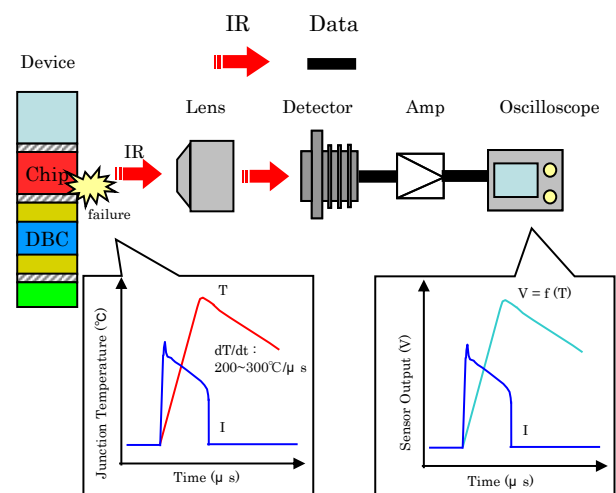 IR
Data
Device
Lens
Detector
Amp
Oscilloscope
IR
Chip
failure
DBC
Junction Temperature (℃)
T
dT/dt :
200~300℃/μ s
I
Time (μ s)
Sensor Output (V)
V = f (T)
I
Time (μ s)